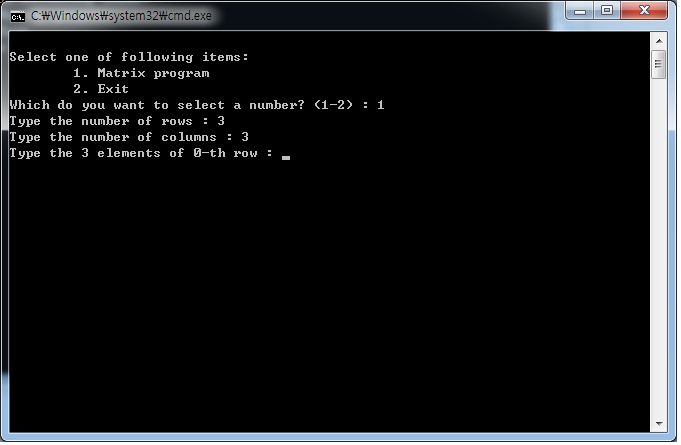 C:₩Windows₩system32₩cmd.exe
Select one of following items:
1. Matrix program
2. Exit
Which do you want to select a number? (1-2) : 1
Type the number of rows : 3
Type the number of columns : 3
Type the 3 elements of 0-th row :